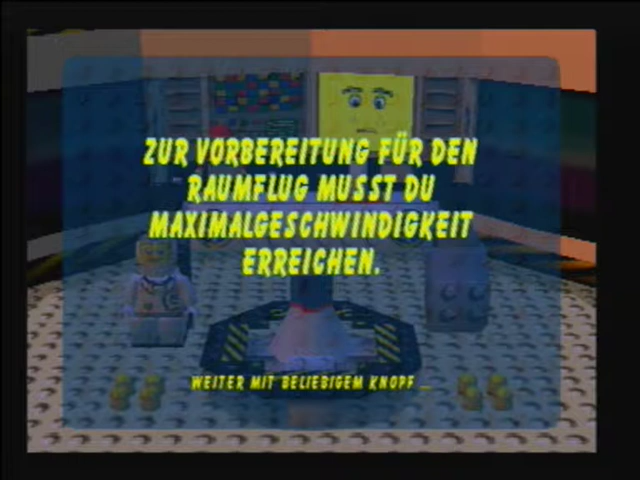 ZUR VORBEREITUNG FÜR DEN
RAUMFLUG MUSST DU
MAXIMALGESCHWINDIGKEIT
ERREICHEN.
WEITER MIT BELIEBIGEM KNOPF ...